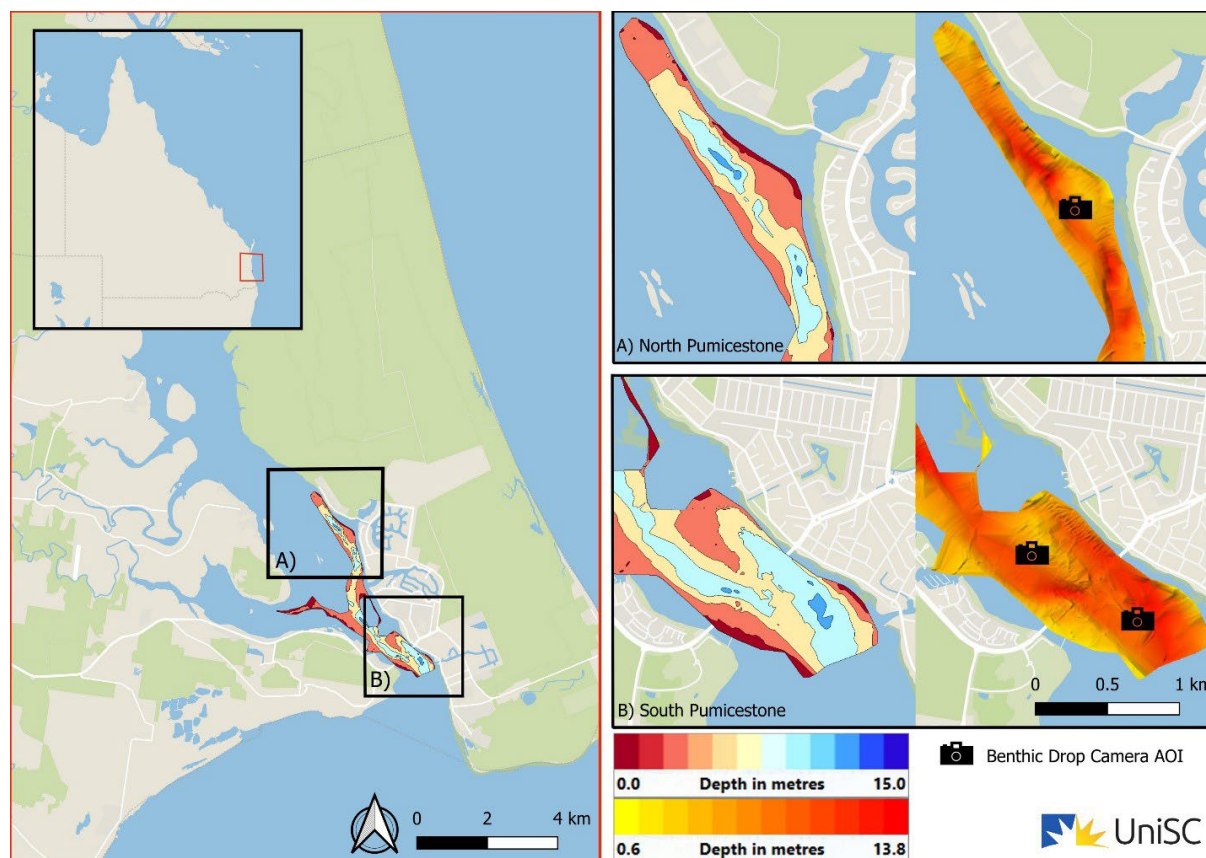 A)
B)
0 2 4 km
A) North Pumicestone
B) South Pumicestone
0 0.5 1 km
0.0 Depth in metres 15.0
0.6 Depth in metres 13.8
Benthic Drop Camera AOI
UniSC